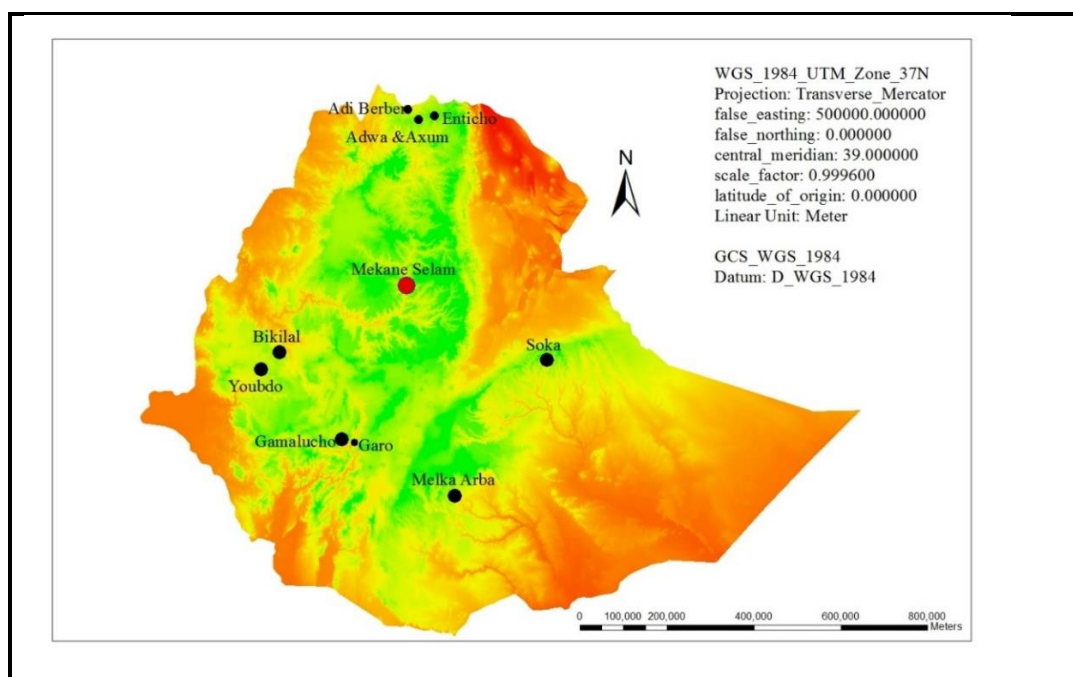 WGS_1984_UTM_Zone_37N
Projection: Transverse_Mercator
false_easting: 500000.000000
false_northing: 0.000000
central_meridian: 39.000000
scale_factor: 0.999600
latitude_of_origin: 0.000000
Linear Unit: Meter
GCS_WGS_1984
Datum: D_WGS_1984
N
Adi Berber
Enticho
Adwa &Axum
Mekane Selam
Bikilal
Soka
Youbdo
Gamalucho
Garo
Melka Arba
0 100,000 200,000 400,000 600,000 800,000
Meters